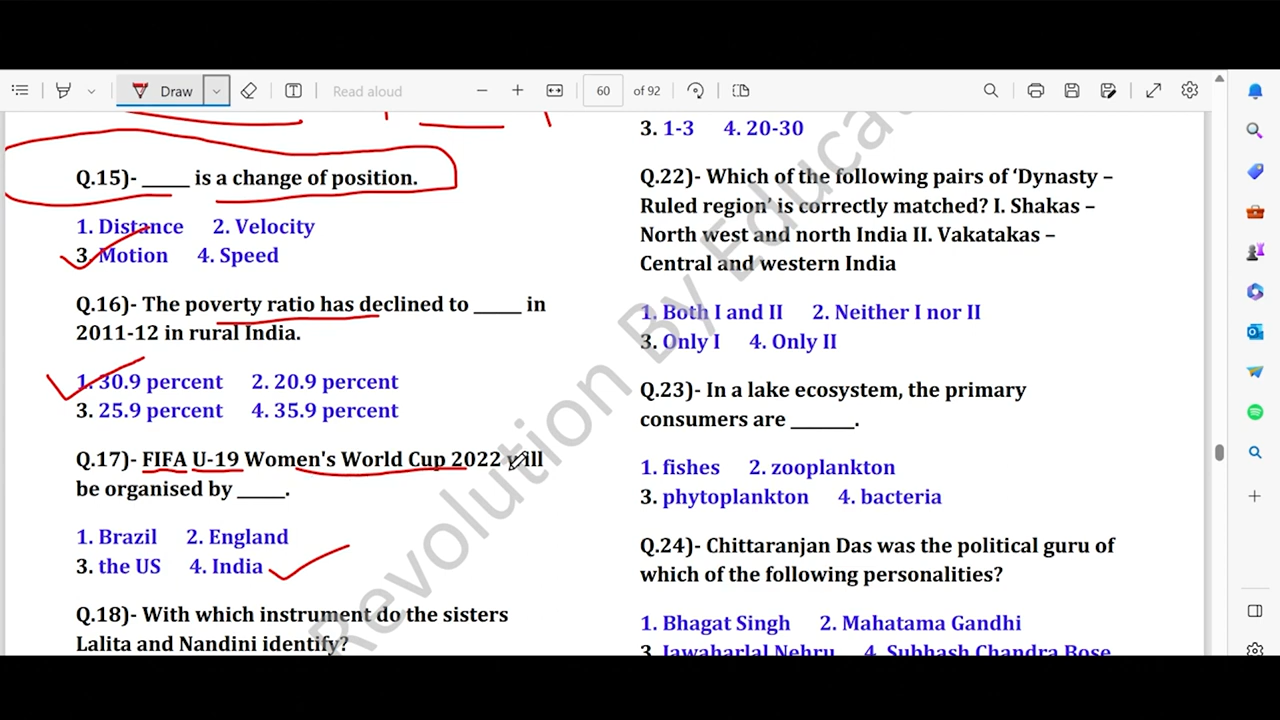 Draw
Read aloud
60 of 92
Q.15)- _____ is a change of position.
1. Distance 2. Velocity
3. Motion 4. Speed
Q.16)- The poverty ratio has declined to _____ in
2011-12 in rural India.
1. 30.9 percent 2. 20.9 percent
3. 25.9 percent 4. 35.9 percent
Q.17)- FIFA U-19 Women's World Cup 2022 will
be organised by _____.
1. Brazil 2. England
3. the US 4. India
Q.18)- With which instrument do the sisters
Lalita and Nandini identify?
3. 1-3 4. 20-30
Q.22)- Which of the following pairs of ‘Dynasty –
Ruled region’ is correctly matched? I. Shakas –
North west and north India II. Vakatakas –
Central and western India
1. Both I and II 2. Neither I nor II
3. Only I 4. Only II
Q.23)- In a lake ecosystem, the primary
consumers are _______.
1. fishes 2. zooplankton
3. phytoplankton 4. bacteria
Q.24)- Chittaranjan Das was the political guru of
which of the following personalities?
1. Bhagat Singh 2. Mahatama Gandhi
3. Jawaharlal Nehru 4. Subhash Chandra Bose
Revolution By Educat